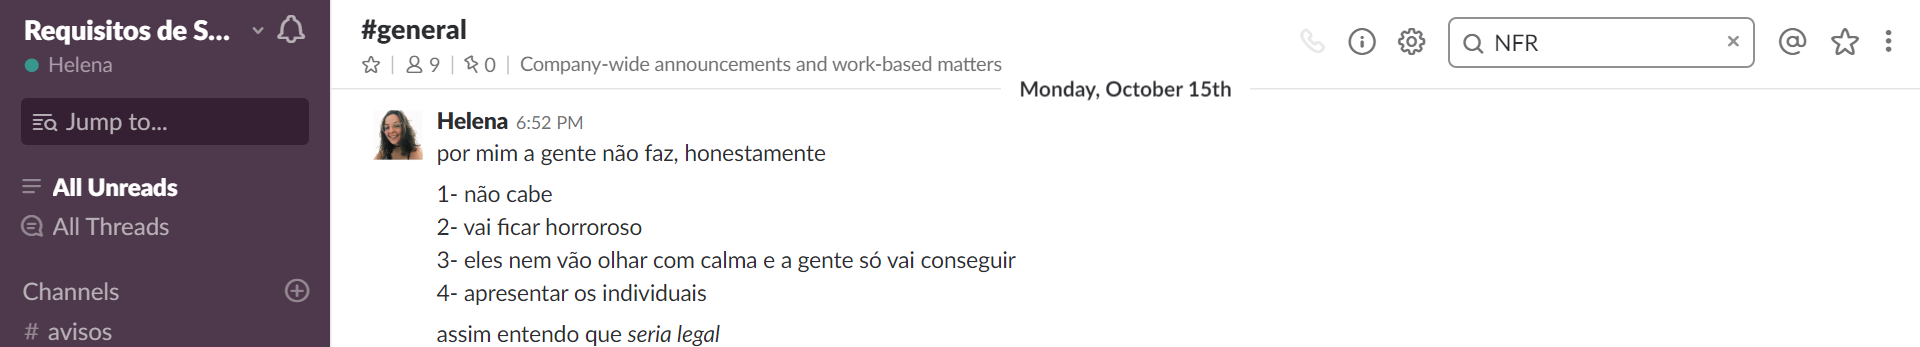 Requisitos de S...
Helena
Jump to...
All Unreads
All Threads
Channels
# avisos
#general
9
0
Company-wide announcements and work-based matters
NFR
Monday, October 15th
Helena 6:52 PM
por mim a gente não faz, honestamente
1- não cabe
2- vai ficar horroroso
3- eles nem vão olhar com calma e a gente só vai conseguir
4- apresentar os individuais
assim entendo que seria legal